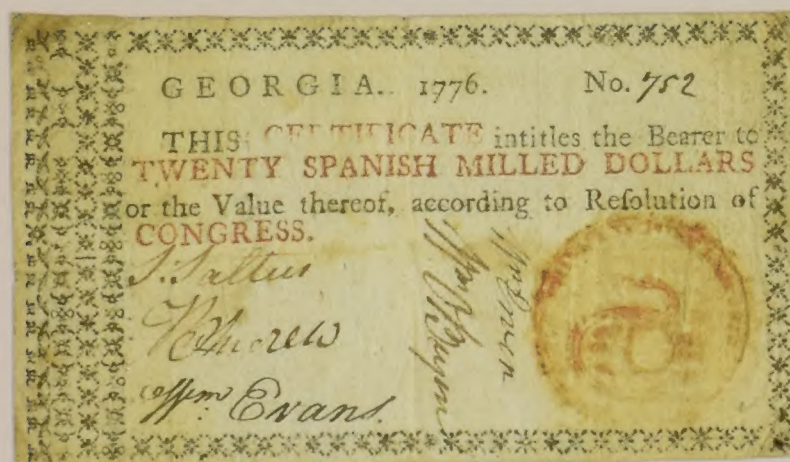 GEORGIA. 1776. No. 752
THIS CERTIFICATE intitles the Bearer to
TWENTY SPANISH MILLED DOLLARS
or the Value thereof, according to Reſolution of
CONGRESS.
Wm: Evans.